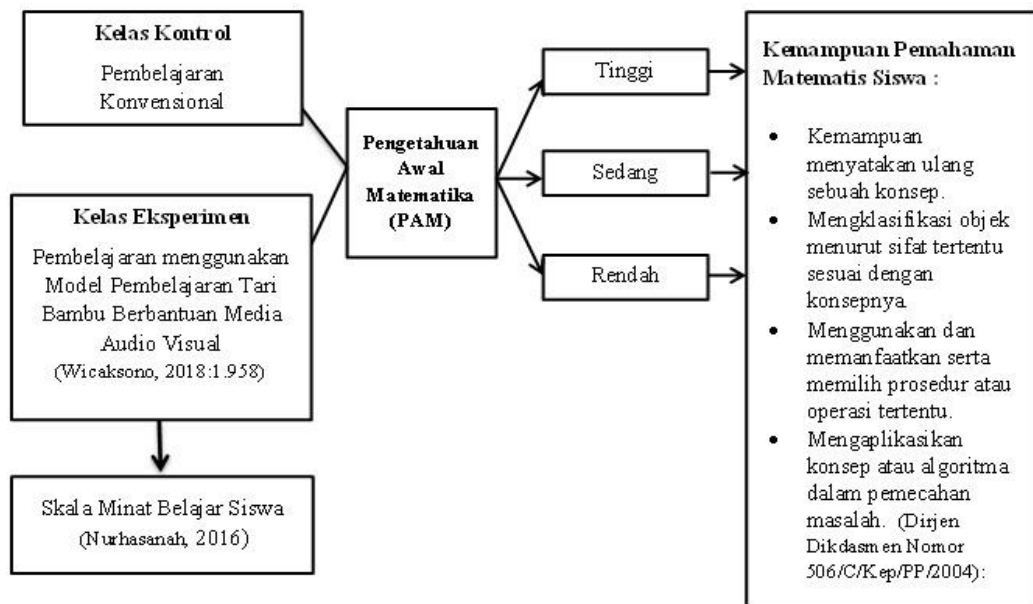 Kelas Kontrol
Pembelajaran
Konvensional
Kelas Eksperimen
Pembelajaran menggunakan
Model Pembelajaran Tari
Bambu Berbantuan Media
Audio Visual
(Wicaksono, 2018:1.958)
Skala Minat Belajar Siswa
(Nurhasanah, 2016)
Pengetahuan
Awal
Matematika
(PAM)
Tinggi
Sedang
Rendah
Kemampuan Pemahaman
Matematis Siswa :
• Kemampuan
menyatakan ulang
sebuah konsep.
• Mengklasifikasi objek
menurut sifat tertentu
sesuai dengan
konsepnya.
• Menggunakan dan
memanfaatkan serta
memilih prosedur atau
operasi tertentu.
• Mengaplikasikan
konsep atau algoritma
dalam pemecahan
masalah. (Dirjen
Dikdasmen Nomor
506/C/Kep/PP/2004):